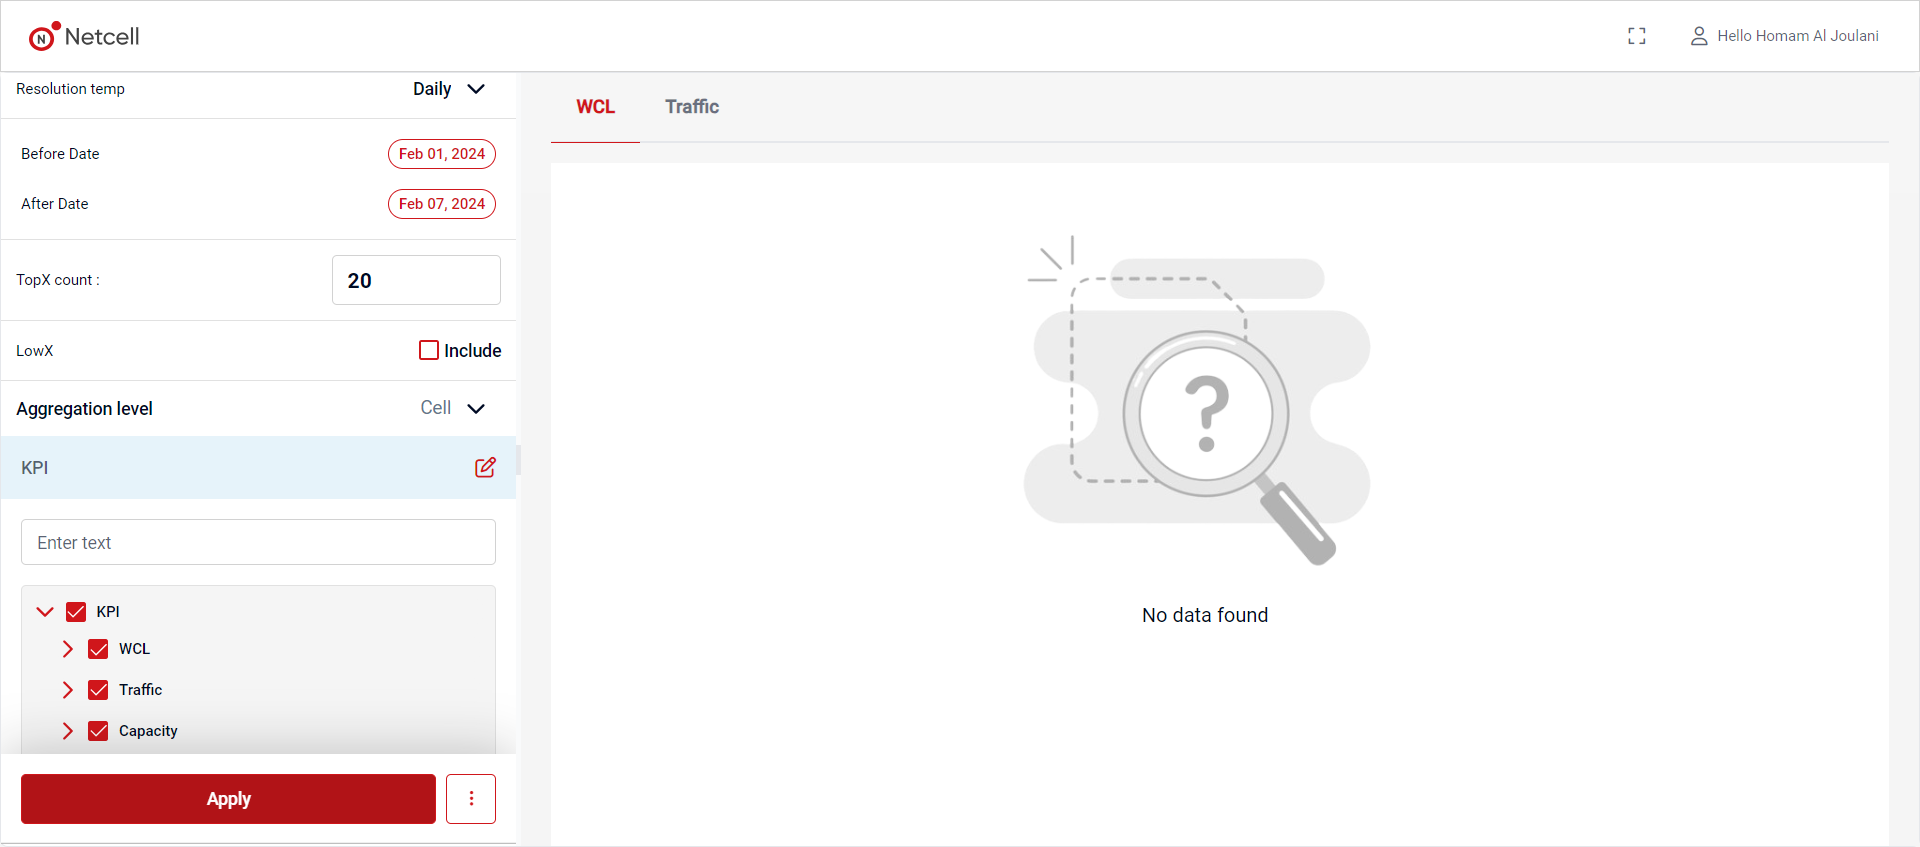 N Netcell
Hello Homam Al Joulani
Resolution temp Daily
Before Date Feb 01, 2024
After Date Feb 07, 2024
TopX count : 20
LowX Include
Aggregation level Cell
KPI
Enter text
KPI
WCL
Traffic
Capacity
Apply
WCL Traffic
?
No data found